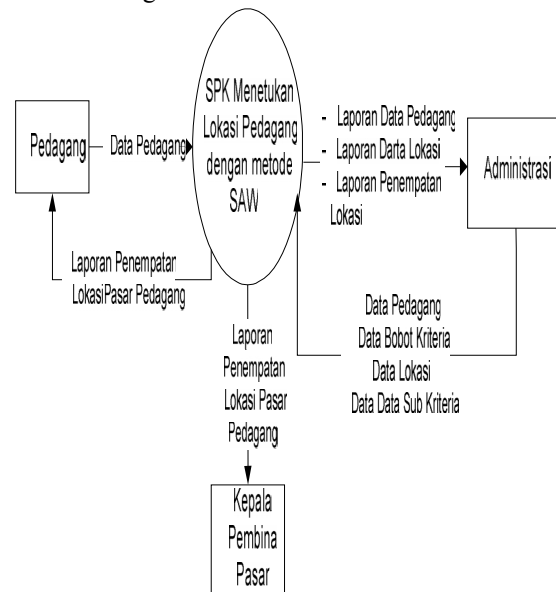 SPK Menetukan
Lokasi Pedagang
dengan metode
SAW
Pedagang
Data Pedagang
- Laporan Data Pedagang
- Laporan Darta Lokasi
- Laporan Penempatan
Lokasi
Administrasi
Laporan Penempatan
LokasiPasar Pedagang
Laporan
Penempatan
Lokasi Pasar
Pedagang
Data Pedagang
Data Bobot Kriteria
Data Lokasi
Data Data Sub Kriteria
Kepala
Pembina
Pasar